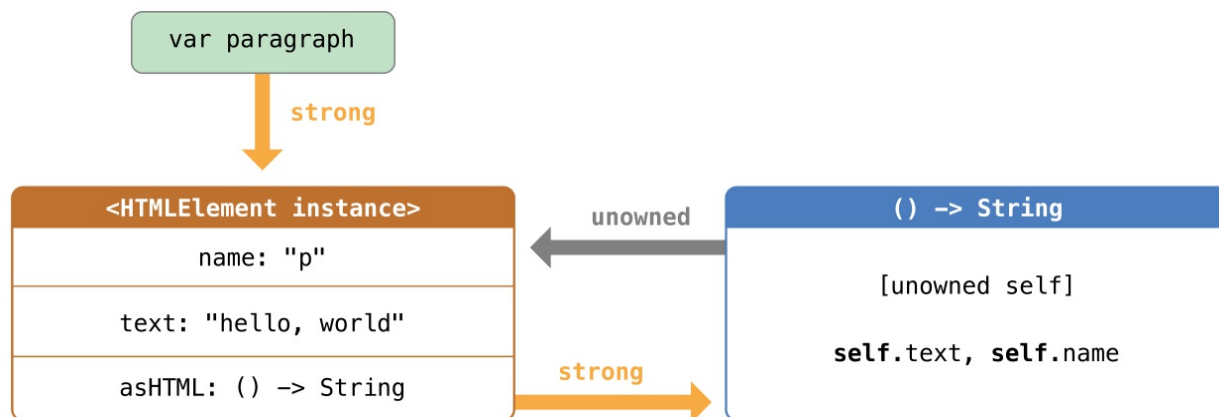 var paragraph
strong
<HTMLElement instance>
name: "p"
text: "hello, world"
asHTML: () -> String
unowned
strong
() -> String
[unowned self]
self.text, self.name